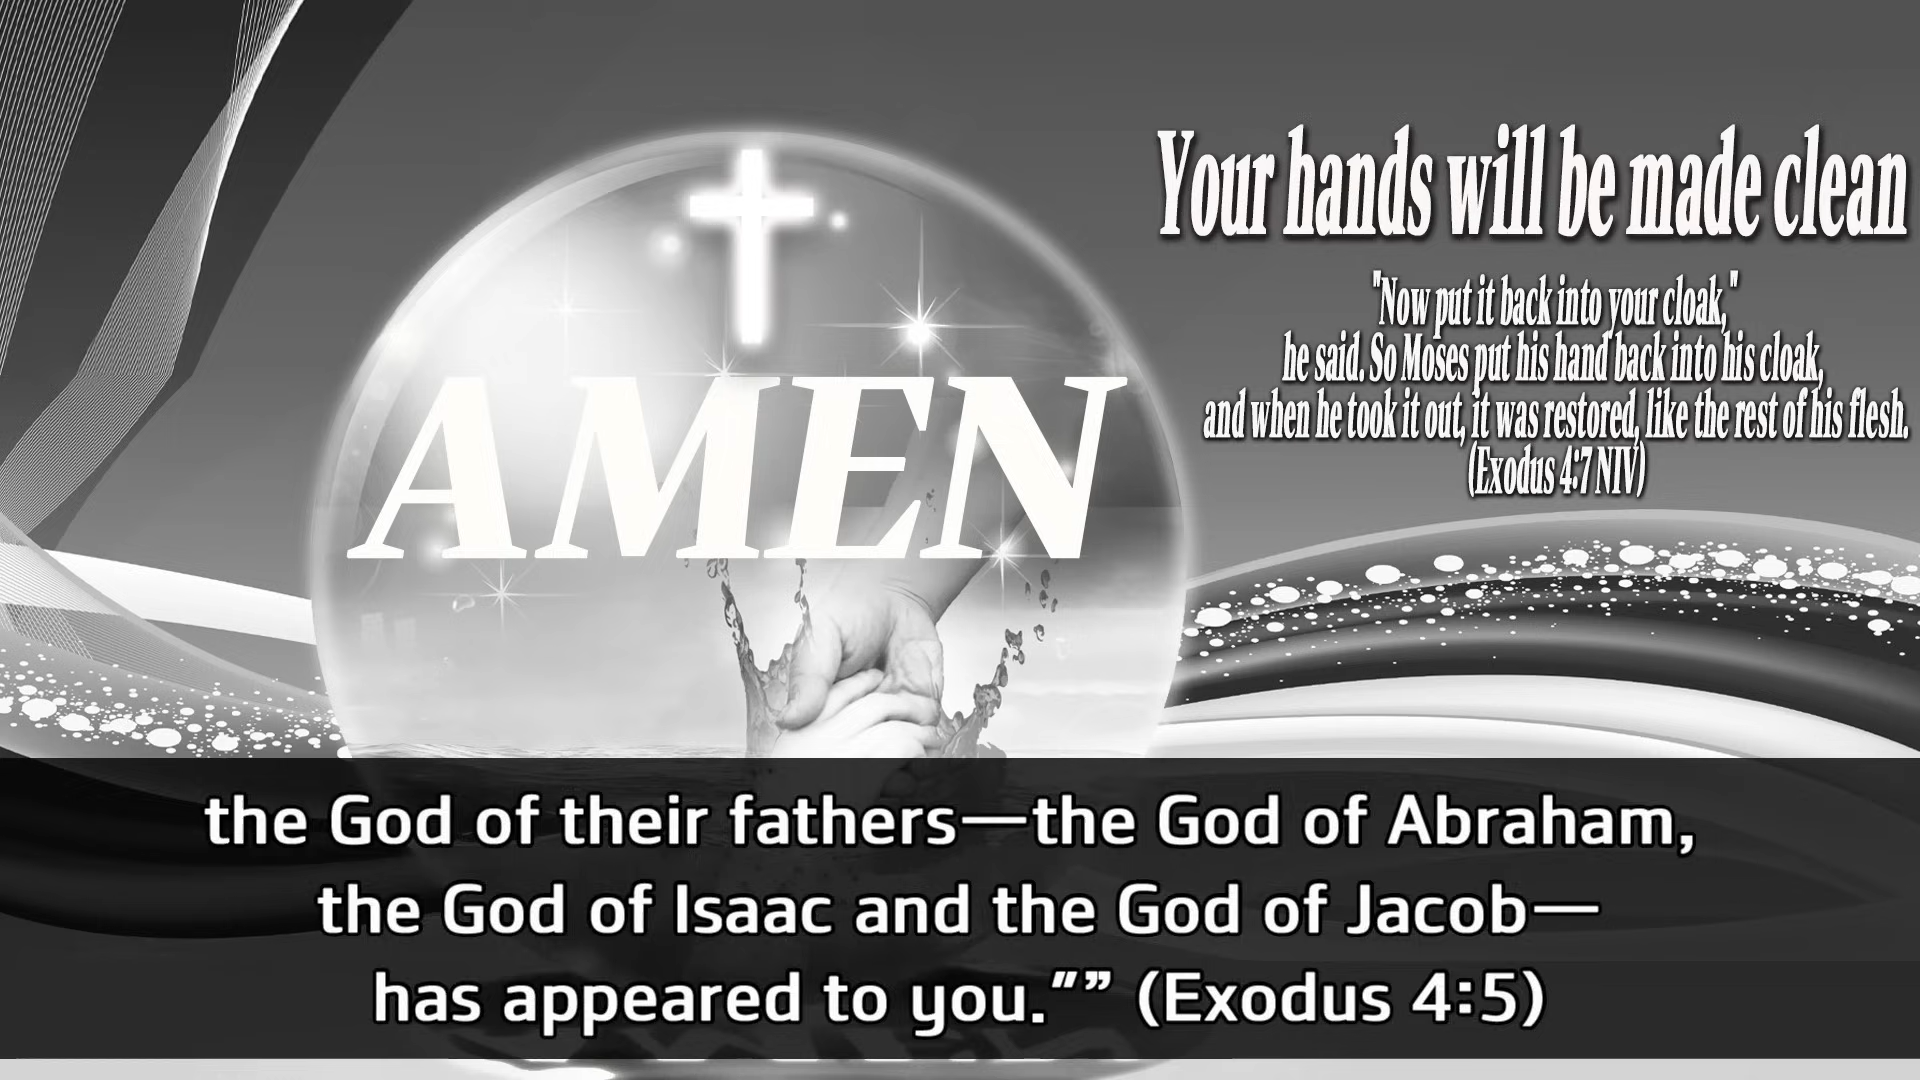 Your hands will be made clean
"Now put it back into your cloak,"
he said. So Moses put his hand back into his cloak,
and when he took it out, it was restored, like the rest of his flesh.
(Exodus 4:7 NIV)
AMEN
the God of their fathers—the God of Abraham,
the God of Isaac and the God of Jacob—
has appeared to you.“” (Exodus 4:5)